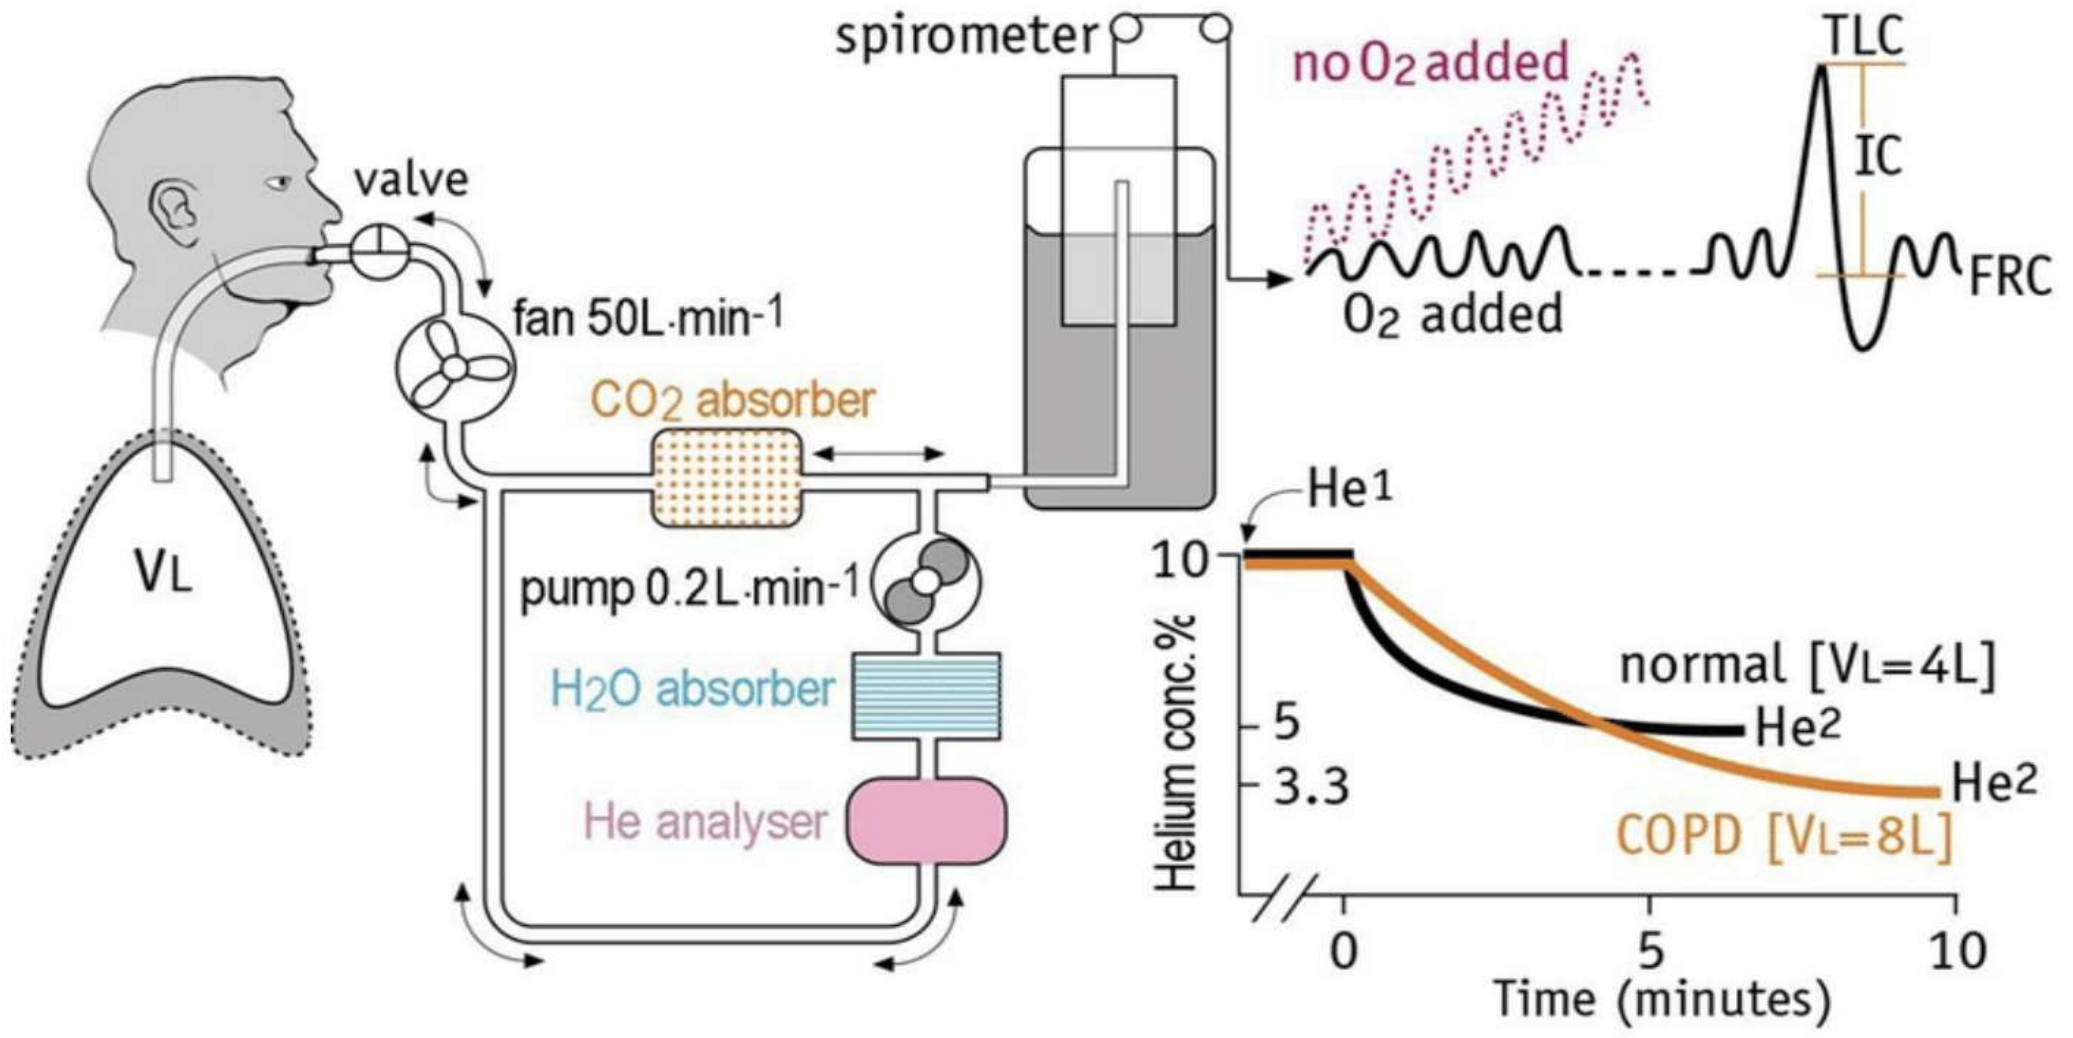 spirometer
no O2 added
TLC
IC
FRC
O2 added
valve
fan 50L·min-1
CO2 absorber
VL
pump 0.2L·min-1
H2O absorber
He analyser
He1
10
5
3.3
Helium conc.%
normal [VL=4L]
He2
He2
COPD [VL=8L]
0
5
10
Time (minutes)